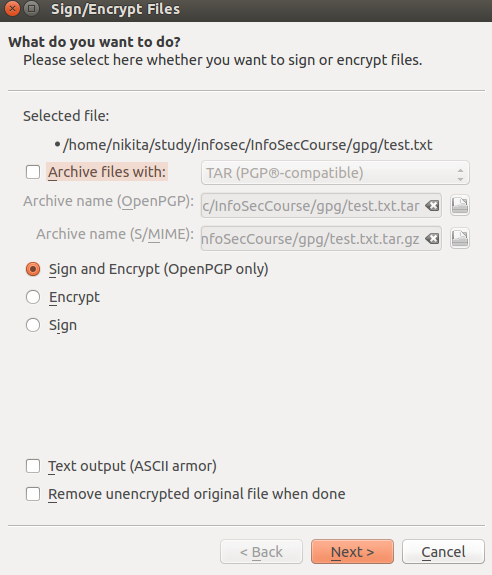 Sign/Encrypt Files
What do you want to do?
Please select here whether you want to sign or encrypt files.
Selected file:
•/home/nikita/study/infosec/InfoSecCourse/gpg/test.txt
Archive files with: TAR (PGP®-compatible)
Archive name (OpenPGP): c/InfoSecCourse/gpg/test.txt.tar
Archive name (S/MIME): nfoSecCourse/gpg/test.txt.tar.gz
Sign and Encrypt (OpenPGP only)
Encrypt
Sign
Text output (ASCII armor)
Remove unencrypted original file when done
< Back Next > Cancel